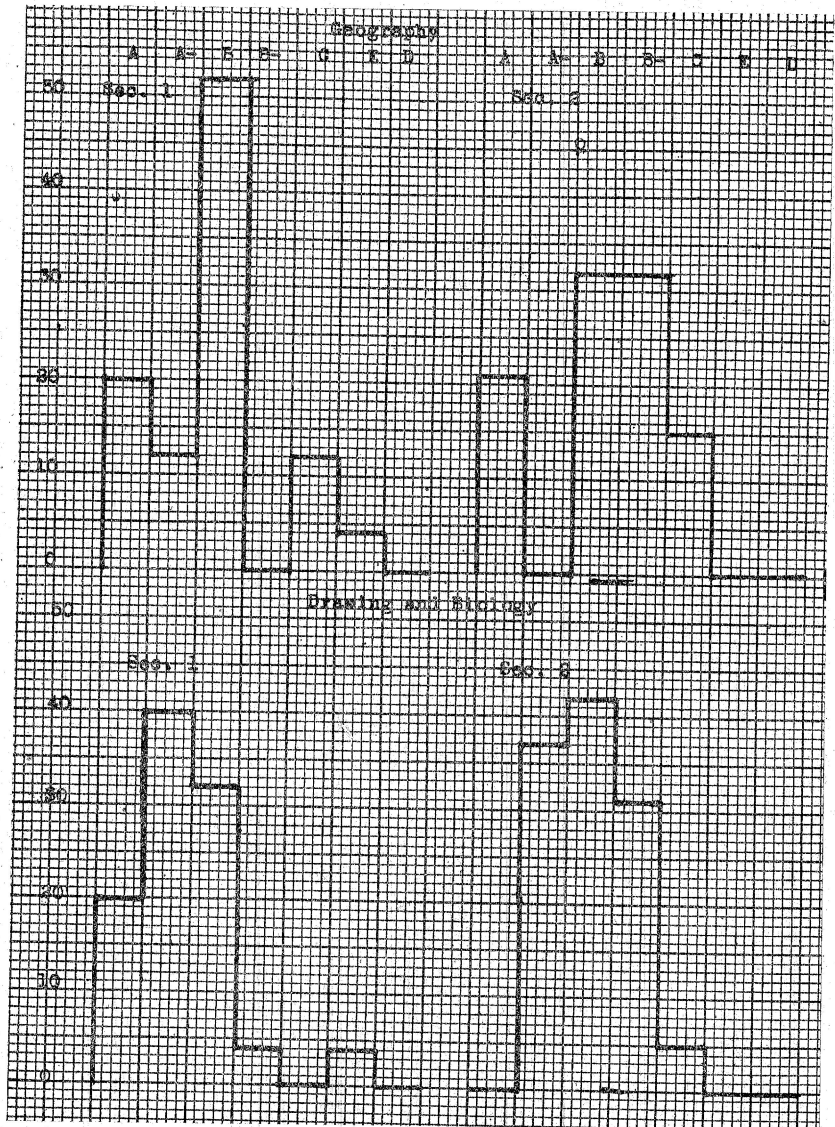 Geography
A A- B B- C E D A A- B B- C E D
50 Sec. 1 Sec. 2
40
30
20
10
0
Drawing and Biology
50
Sec. 1 Sec. 2
40
30
20
10
0